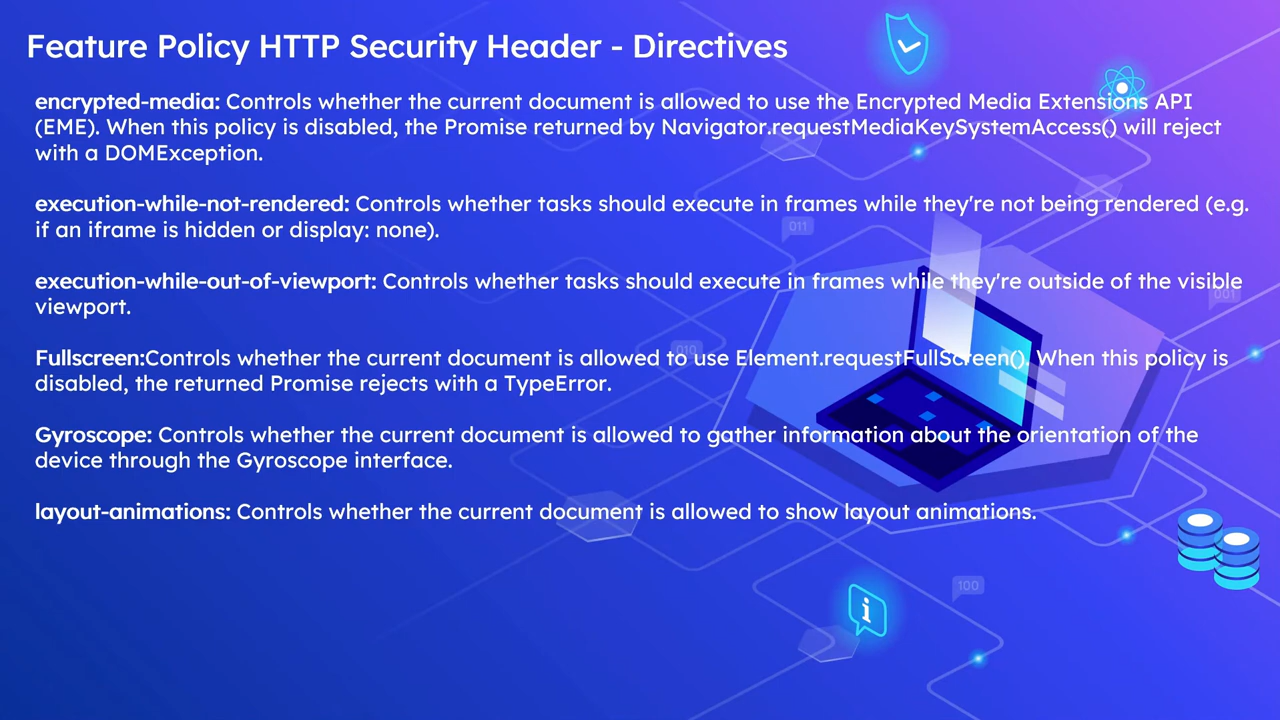 Feature Policy HTTP Security Header - Directives
encrypted-media: Controls whether the current document is allowed to use the Encrypted Media Extensions API
(EME). When this policy is disabled, the Promise returned by Navigator.requestMediaKeySystemAccess() will reject
with a DOMException.
execution-while-not-rendered: Controls whether tasks should execute in frames while they're not being rendered (e.g.
if an iframe is hidden or display: none).
execution-while-out-of-viewport: Controls whether tasks should execute in frames while they're outside of the visible
viewport.
Fullscreen:Controls whether the current document is allowed to use Element.requestFullScreen(). When this policy is
disabled, the returned Promise rejects with a TypeError.
Gyroscope: Controls whether the current document is allowed to gather information about the orientation of the
device through the Gyroscope interface.
layout-animations: Controls whether the current document is allowed to show layout animations.
011
001
010
100
i